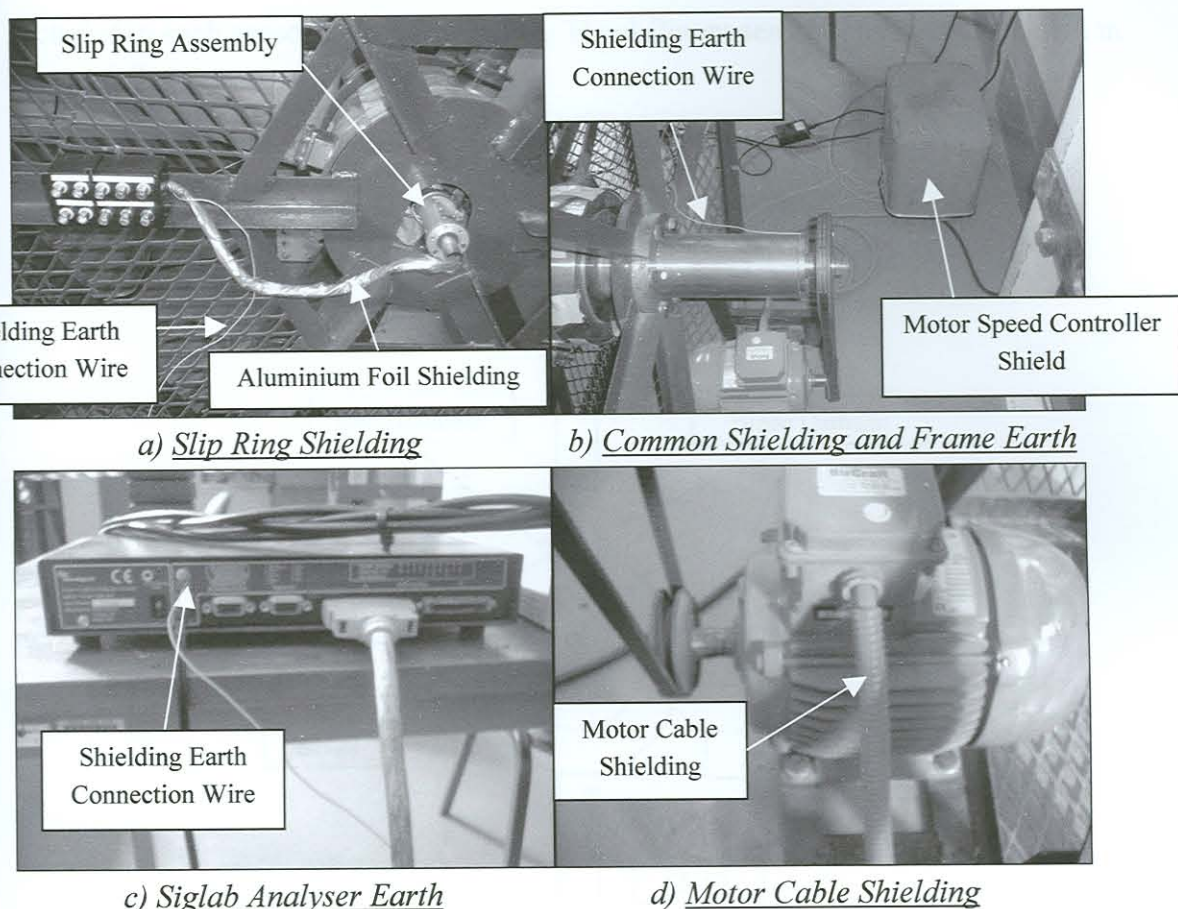 Slip Ring Assembly
Shielding Earth
Connection Wire
elding Earth
nection Wire
Aluminium Foil Shielding
Motor Speed Controller
Shield
a) Slip Ring Shielding
b) Common Shielding and Frame Earth
CE
Shielding Earth
Connection Wire
Motor Cable
Shielding
c) Siglab Analyser Earth
d) Motor Cable Shielding